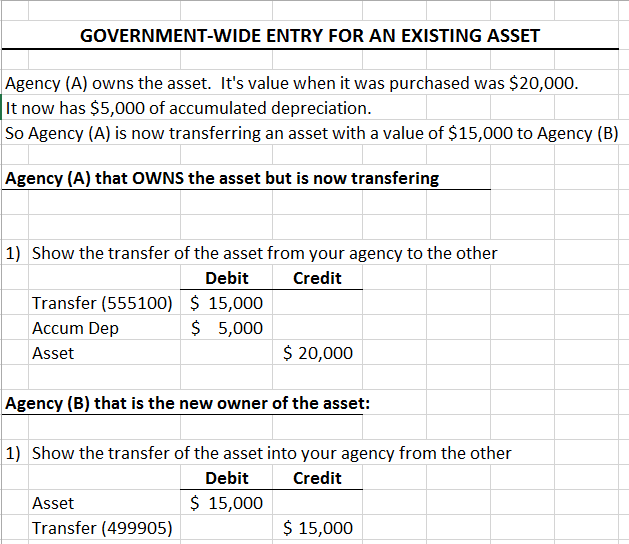 GOVERNMENT-WIDE ENTRY FOR AN EXISTING ASSET
Agency (A) owns the asset.  It's value when it was purchased was $20,000.
It now has $5,000 of accumulated depreciation.
So Agency (A) is now transferring an asset with a value of $15,000 to Agency (B)
Agency (A) that OWNS the asset but is now transfering
1) Show the transfer of the asset from your agency to the other
Debit Credit
Transfer (555100) $ 15,000
Accum Dep $ 5,000
Asset $ 20,000
Agency (B) that is the new owner of the asset:
1) Show the transfer of the asset into your agency from the other
Debit Credit
Asset $ 15,000
Transfer (499905) $ 15,000